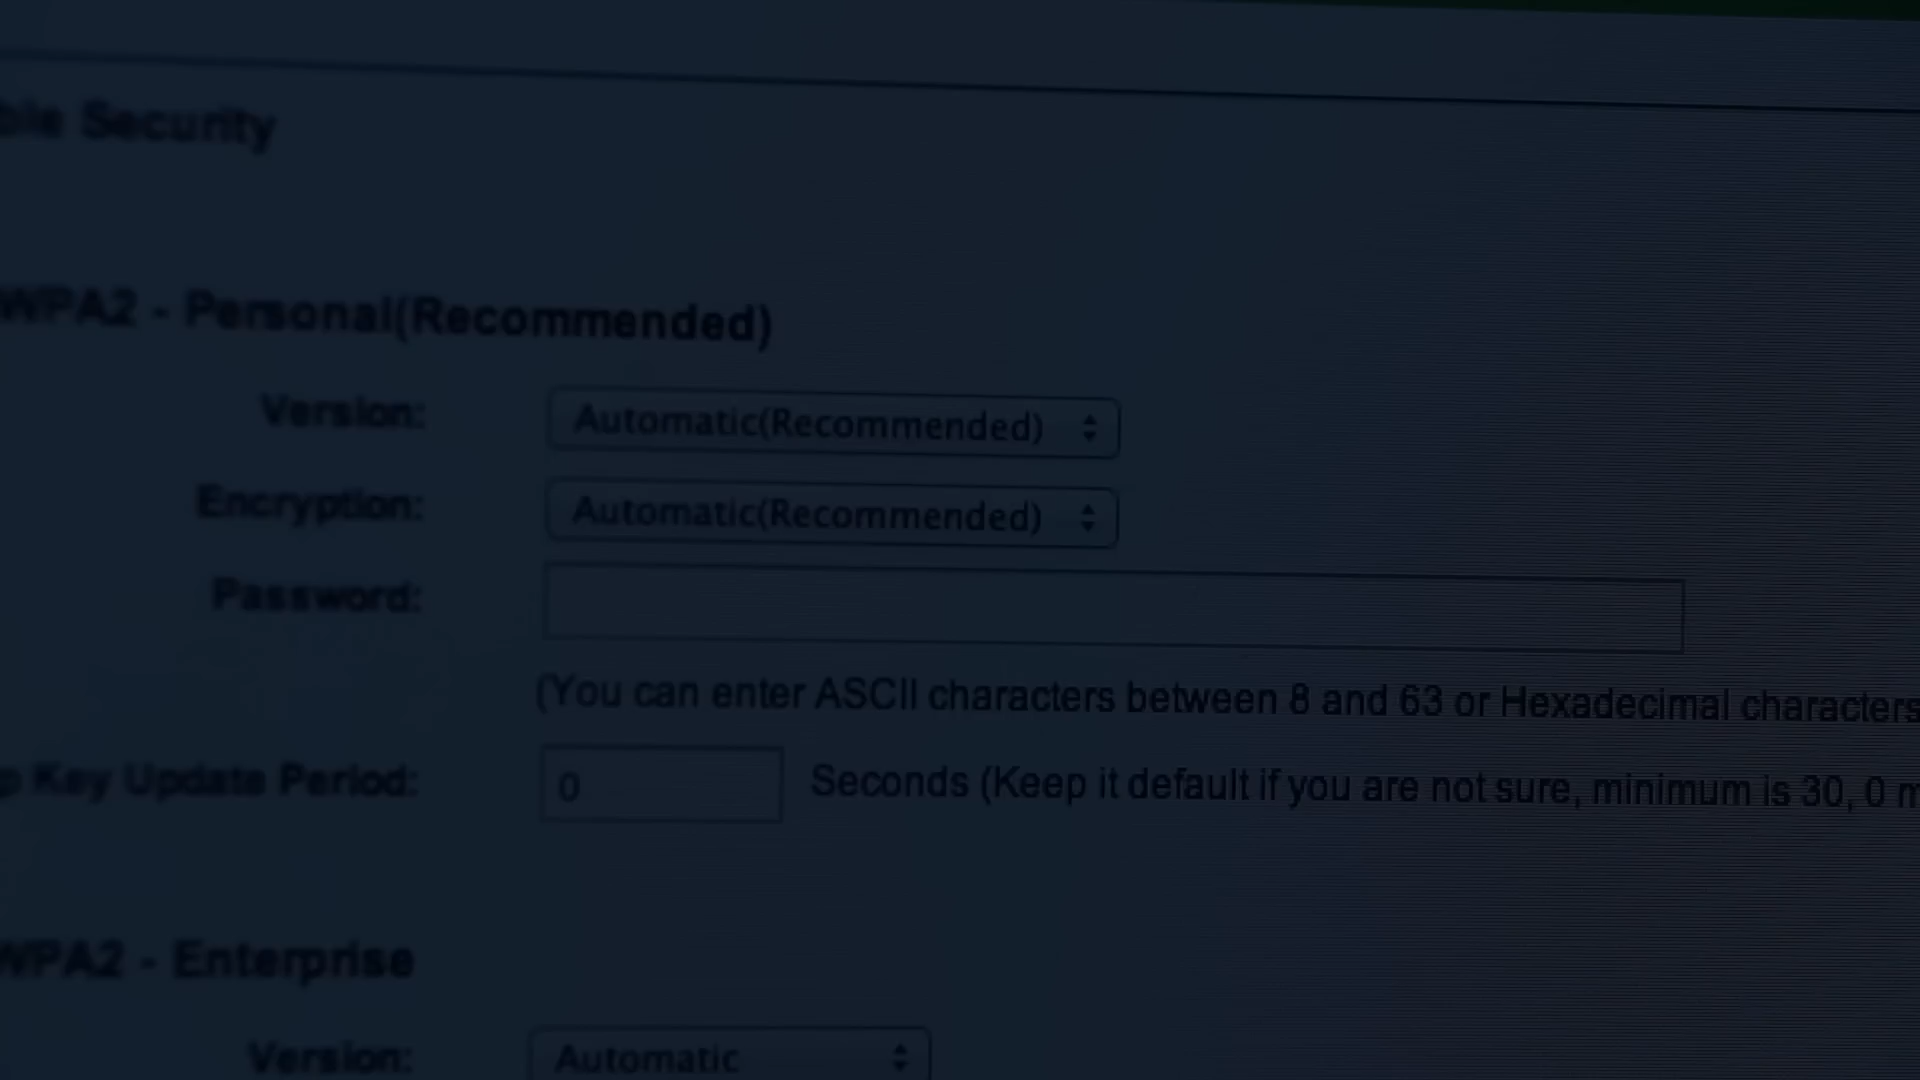 ble Security
WPA2 - Personal(Recommended)
Version: Automatic(Recommended)
Encryption: Automatic(Recommended)
Password:
(You can enter ASCII characters between 8 and 63 or Hexadecimal characters
p Key Update Period: 0 Seconds (Keep it default if you are not sure, minimum is 30, 0 m
WPA2 - Enterprise
Version: Automatic